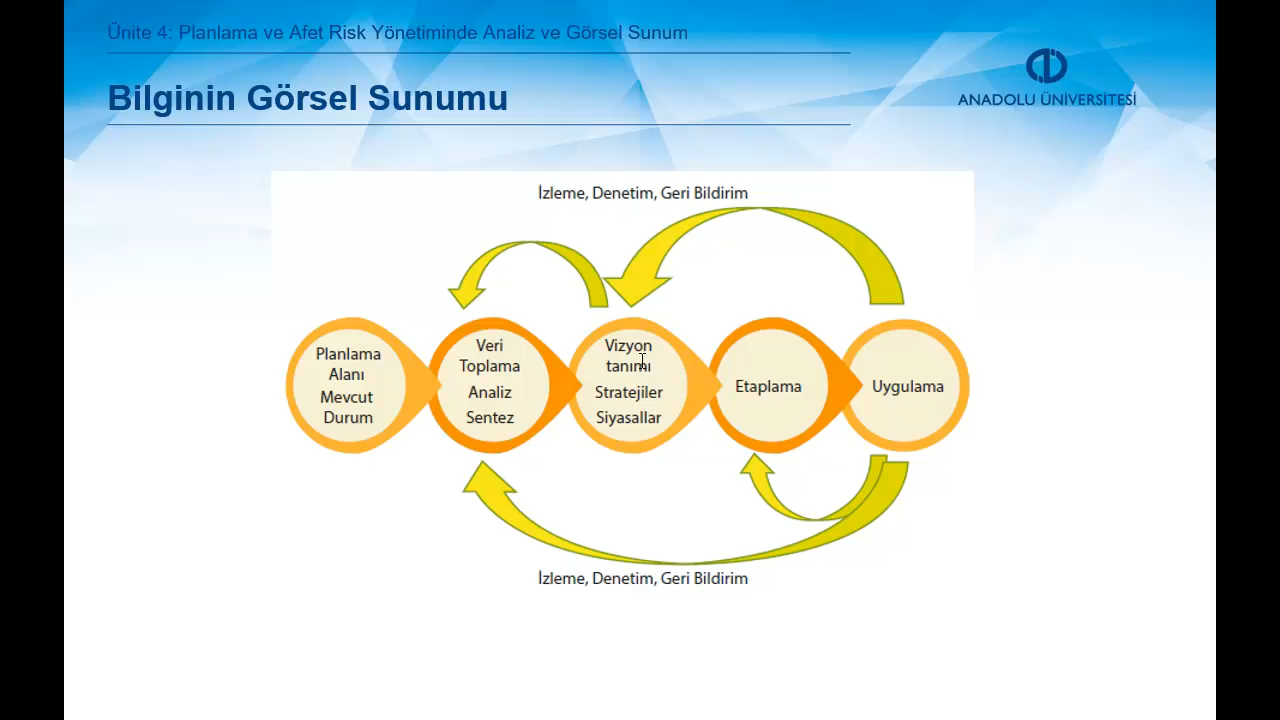 Ünite 4: Planlama ve Afet Risk Yönetiminde Analiz ve Görsel Sunum
Bilginin Görsel Sunumu
ANADOLU ÜNİVERSİTESİ
İzleme, Denetim, Geri Bildirim
Planlama
Alanı
Mevcut
Durum
Veri
Toplama
Analiz
Sentez
Vizyon
tanımı
Stratejiler
Siyasallar
Etaplama
Uygulama
İzleme, Denetim, Geri Bildirim